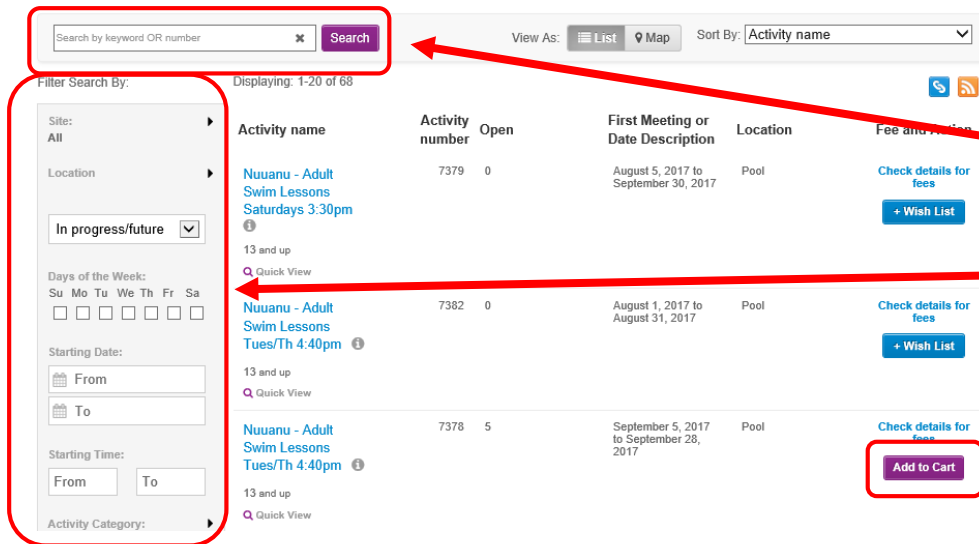 Search by keyword OR number
Search
View As:
List
Map
Sort By:
Activity name
Filter Search By:
Displaying: 1-20 of 68
Site:
All
Location
In progress/future
Days of the Week:
Su Mo Tu We Th Fr Sa
Starting Date:
From
To
Starting Time:
From
To
Activity Category:
Activity name
Activity
number
Open
First Meeting or
Date Description
Location
Fee and Action
Nuuanu - Adult
Swim Lessons
Saturdays 3:30pm
13 and up
Quick View
7379
0
August 5, 2017 to
September 30, 2017
Pool
Check details for
fees
+ Wish List
Nuuanu - Adult
Swim Lessons
Tues/Th 4:40pm
13 and up
Quick View
7382
0
August 1, 2017 to
August 31, 2017
Pool
Check details for
fees
+ Wish List
Nuuanu - Adult
Swim Lessons
Tues/Th 4:40pm
13 and up
Quick View
7378
5
September 5, 2017
to September 28,
2017
Pool
Check details for
fees
Add to Cart